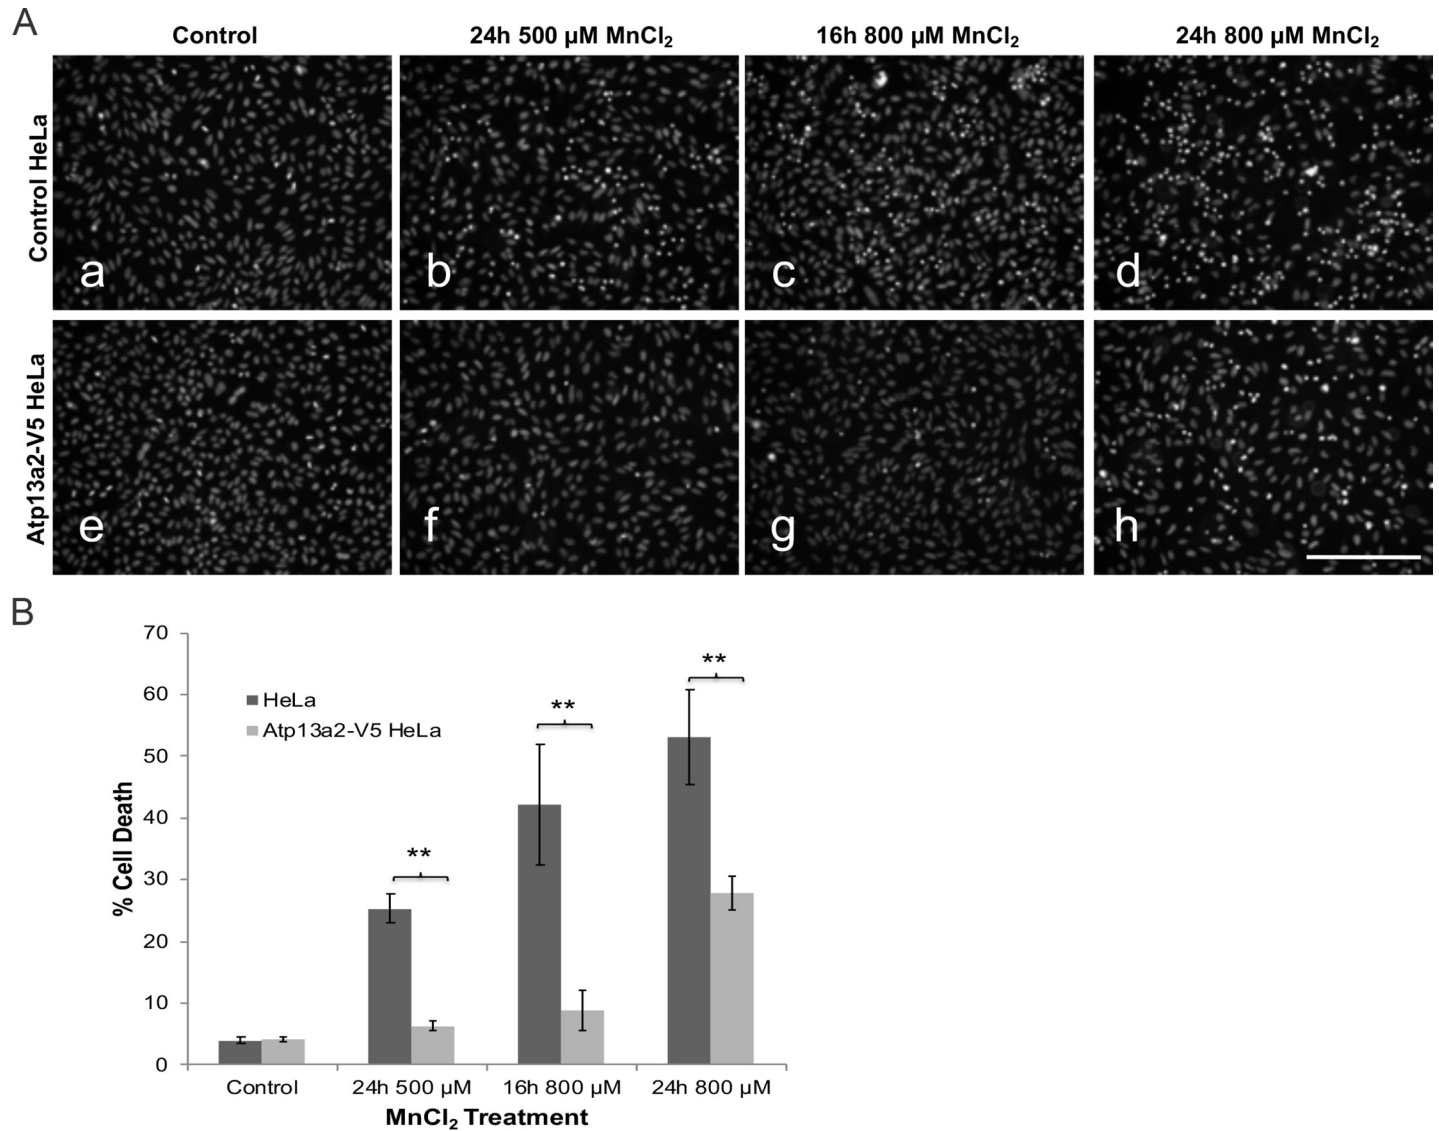 A
Control
24h 500 µM MnCl₂
16h 800 µM MnCl₂
24h 800 µM MnCl₂
Control HeLa
a
b
c
d
Atp13a2-V5 HeLa
e
f
g
h
B
70
60
50
40
30
20
10
0
% Cell Death
HeLa
Atp13a2-V5 HeLa
**
**
**
Control
24h 500 µM
16h 800 µM
24h 800 µM
MnCl₂ Treatment